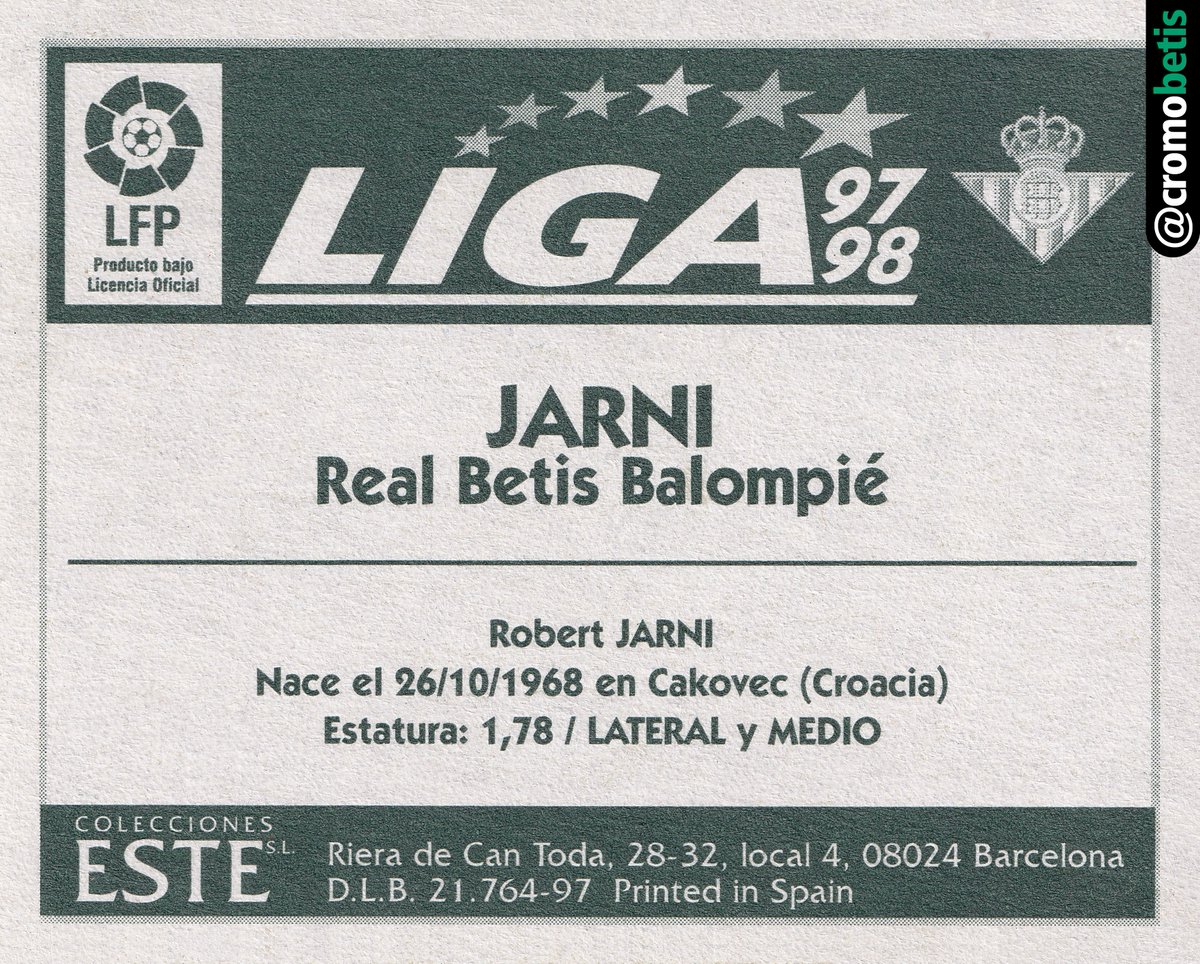 LFP
Producto bajo
Licencia Oficial
LIGA 97
98
@cromobetis
JARNI
Real Betis Balompié
Robert JARNI
Nace el 26/10/1968 en Cakovec (Croacia)
Estatura: 1,78 / LATERAL y MEDIO
COLECCIONES
ESTE S.L.
Riera de Can Toda, 28-32, local 4, 08024 Barcelona
D.L.B. 21.764-97 Printed in Spain